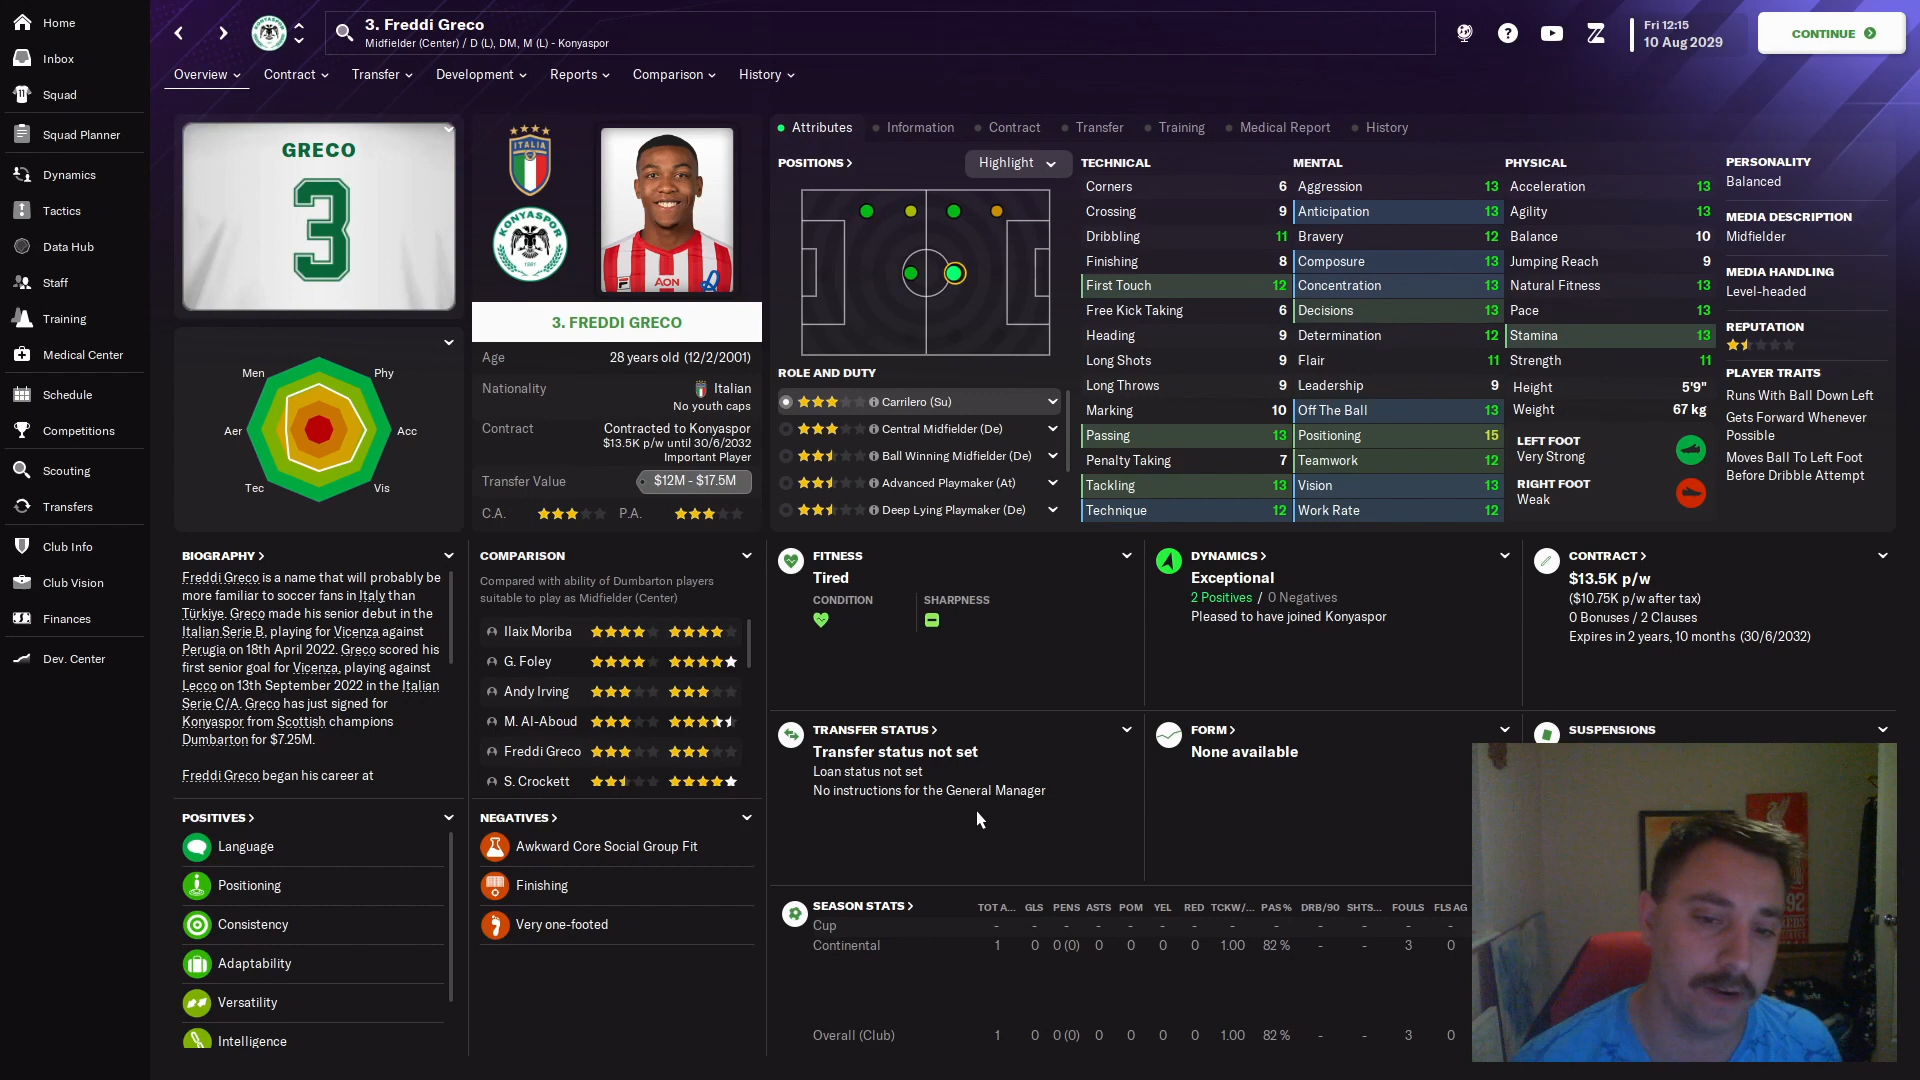 Home
Inbox
Squad
Squad Planner
Dynamics
Tactics
Data Hub
Staff
Training
Medical Center
Schedule
Competitions
Scouting
Transfers
Club Info
Club Vision
Finances
Dev. Center
3. Freddi Greco
Midfielder (Center) / D (L), DM, M (L) - Konyaspor
Fri 12:15
10 Aug 2029
CONTINUE
Overview
Contract
Transfer
Development
Reports
Comparison
History
GRECO
3
Men
Phy
Aer
Acc
Tec
Vis
ITALIA
KONYASPOR
1981
AON
3. FREDDI GRECO
Age 28 years old (12/2/2001)
Nationality Italian
No youth caps
Contract Contracted to Konyaspor
$13.5K p/w until 30/6/2032
Important Player
Transfer Value $12M - $17.5M
C.A. P.A.
Attributes
Information
Contract
Transfer
Training
Medical Report
History
POSITIONS >
Highlight
ROLE AND DUTY
Carrilero (Su)
Central Midfielder (De)
Ball Winning Midfielder (De)
Advanced Playmaker (At)
Deep Lying Playmaker (De)
TECHNICAL
Corners 6
Crossing 9
Dribbling 11
Finishing 8
First Touch 12
Free Kick Taking 6
Heading 9
Long Shots 9
Long Throws 9
Marking 10
Passing 13
Penalty Taking 7
Tackling 13
Technique 12
MENTAL
Aggression 13
Anticipation 13
Bravery 12
Composure 13
Concentration 13
Decisions 13
Determination 12
Flair 11
Leadership 9
Off The Ball 13
Positioning 15
Teamwork 12
Vision 13
Work Rate 12
PHYSICAL
Acceleration 13
Agility 13
Balance 10
Jumping Reach 9
Natural Fitness 13
Pace 13
Stamina 13
Strength 11
Height 5'9"
Weight 67 kg
LEFT FOOT
Very Strong
RIGHT FOOT
Weak
PERSONALITY
Balanced
MEDIA DESCRIPTION
Midfielder
MEDIA HANDLING
Level-headed
REPUTATION
PLAYER TRAITS
Runs With Ball Down Left
Gets Forward Whenever
Possible
Moves Ball To Left Foot
Before Dribble Attempt
BIOGRAPHY >
Freddi Greco is a name that will probably be
more familiar to soccer fans in Italy than
Türkiye. Greco made his senior debut in the
Italian Serie B, playing for Vicenza against
Perugia on 18th April 2022. Greco scored his
first senior goal for Vicenza, playing against
Lecco on 13th September 2022 in the Italian
Serie C/A. Greco has just signed for
Konyaspor from Scottish champions
Dumbarton for $7.25M.
Freddi Greco began his career at
COMPARISON
Compared with ability of Dumbarton players
suitable to play as Midfielder (Center)
Ilaix Moriba
G. Foley
Andy Irving
M. Al-Aboud
Freddi Greco
S. Crockett
FITNESS
Tired
CONDITION
SHARPNESS
DYNAMICS >
Exceptional
2 Positives / 0 Negatives
Pleased to have joined Konyaspor
CONTRACT >
$13.5K p/w
($10.75K p/w after tax)
0 Bonuses / 2 Clauses
Expires in 2 years, 10 months (30/6/2032)
TRANSFER STATUS >
Transfer status not set
Loan status not set
No instructions for the General Manager
FORM >
None available
SUSPENSIONS
POSITIVES >
Language
Positioning
Consistency
Adaptability
Versatility
Intelligence
NEGATIVES >
Awkward Core Social Group Fit
Finishing
Very one-footed
SEASON STATS > TOT A... GLS PENS ASTS POM YEL RED TCKW/... PAS % DRB/90 SHTS... FOULS FLS AG
Cup - - - - - - - - - - - - -
Continental 1 0 0 (0) 0 0 0 0 1.00 82 % - - 3 0
Overall (Club) 1 0 0 (0) 0 0 0 0 1.00 82 % - - 3 0